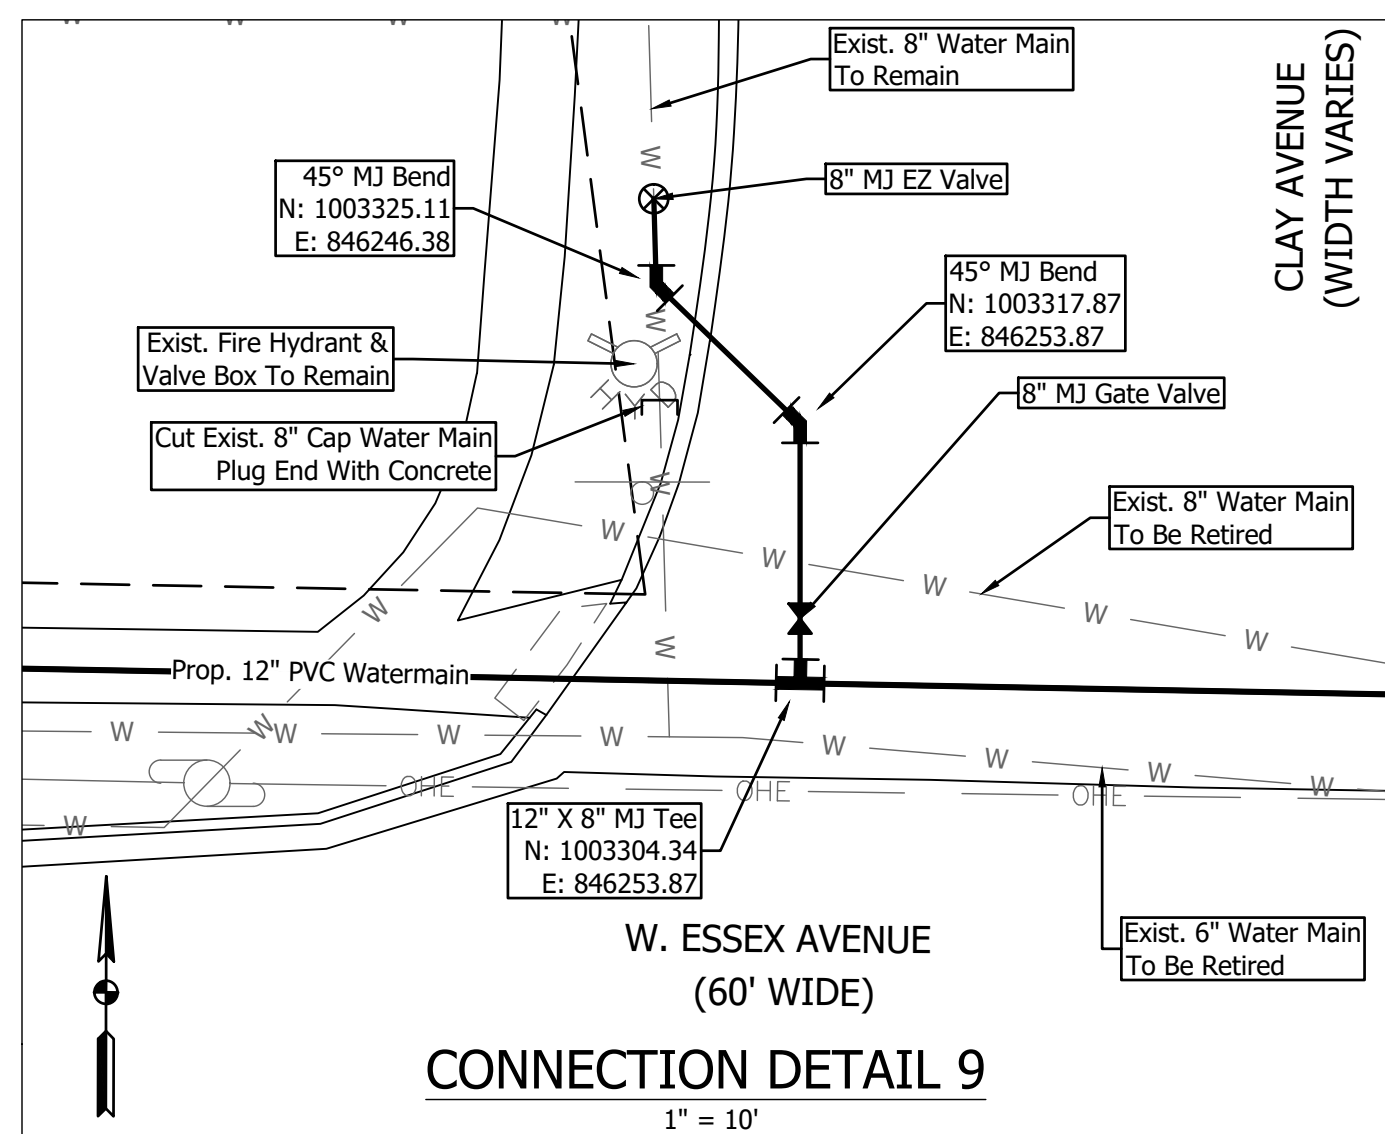 Exist. 8" Water Main
To Remain
CLAY AVENUE
(WIDTH VARIES)
45° MJ Bend
N: 1003325.11
E: 846246.38
8" MJ EZ Valve
W
45° MJ Bend
N: 1003317.87
E: 846253.87
W
Exist. Fire Hydrant &
Valve Box To Remain
HYD
8" MJ Gate Valve
Cut Exist. 8" Cap Water Main
Plug End With Concrete
W
Exist. 8" Water Main
To Be Retired
W W W W W
W
W
Prop. 12" PVC Watermain
W
W W W W W W W W
OHE OHE OHE
W
12" X 8" MJ Tee
N: 1003304.34
E: 846253.87
Exist. 6" Water Main
To Be Retired
W. ESSEX AVENUE
(60' WIDE)
CONNECTION DETAIL 9
1" = 10'